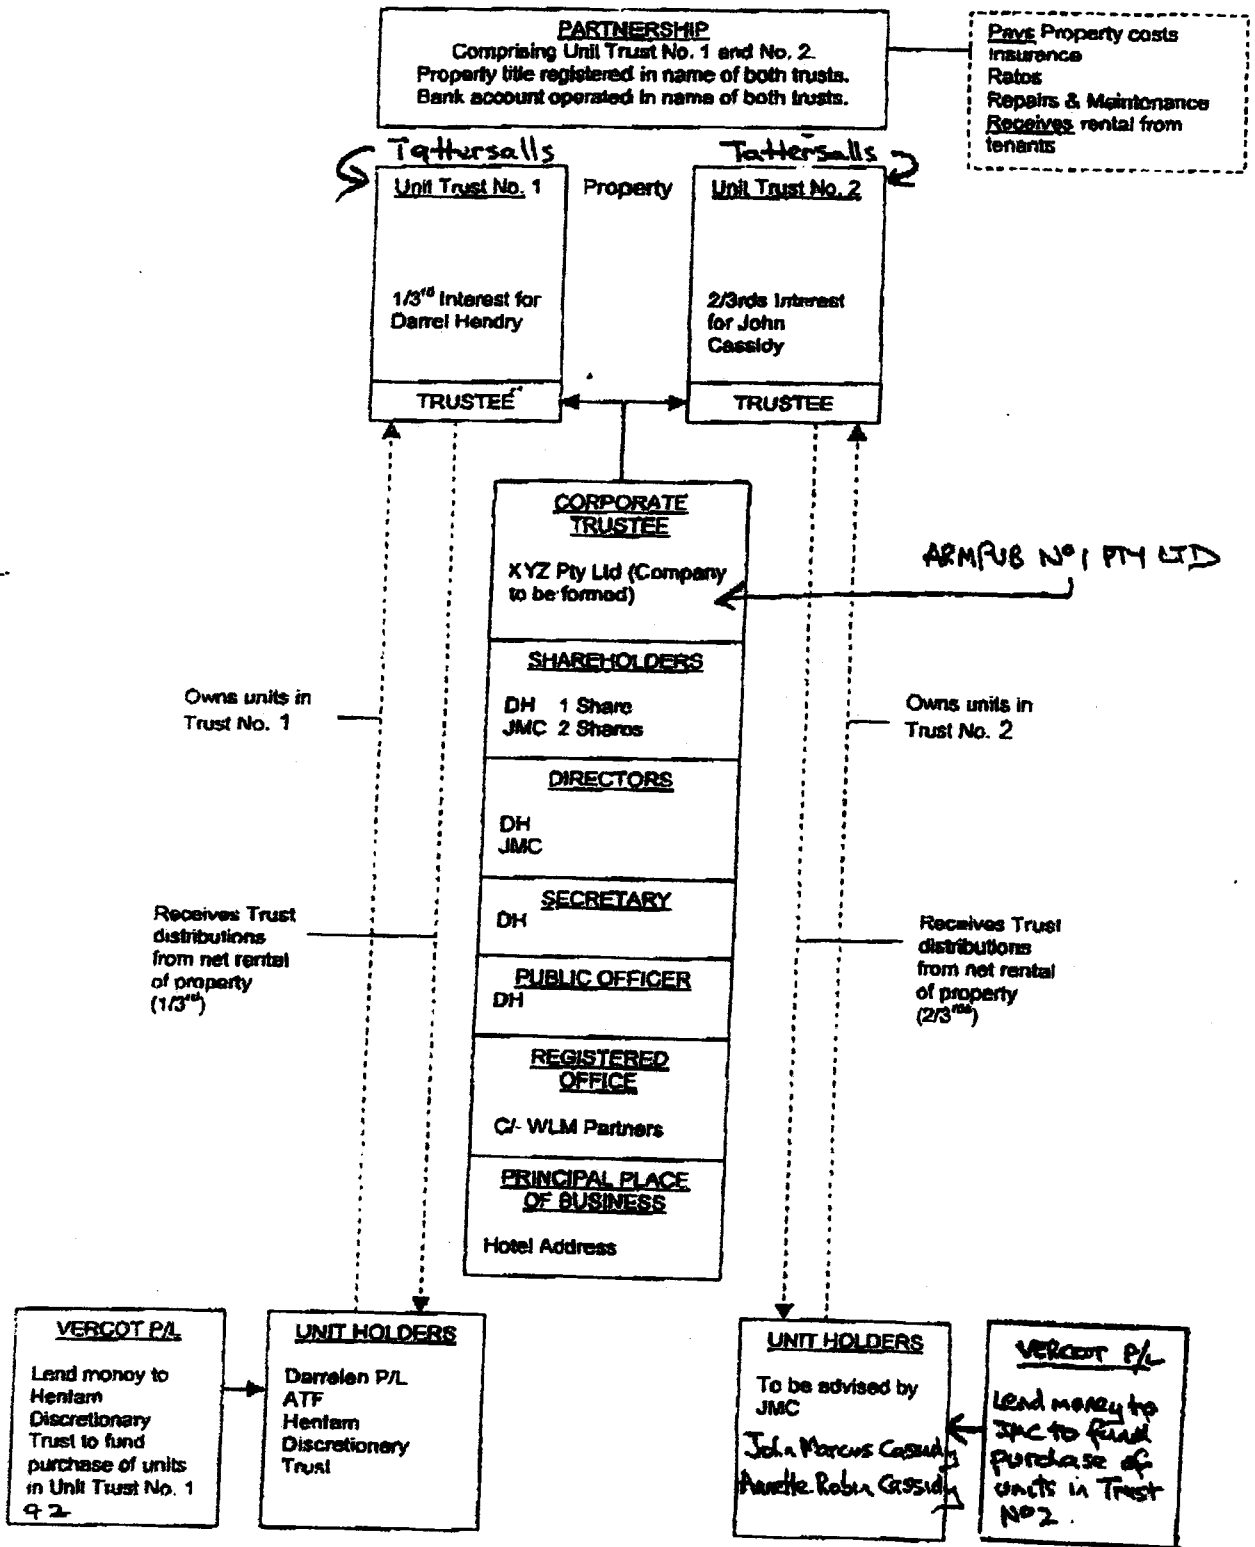 PARTNERSHIP
Comprising Unit Trust No. 1 and No. 2.
Property title registered in name of both trusts.
Bank account operated in name of both trusts.
Pays Property costs
Insurance
Rates
Repairs & Maintenance
Receives rental from
tenants
Tattersalls
Tattersalls
Unit Trust No. 1
Property
Unit Trust No. 2
1/3rd Interest for
Darrel Hendry
2/3rds Interest
for John
Cassidy
TRUSTEE
TRUSTEE
CORPORATE
TRUSTEE
XYZ Pty Ltd (Company
to be formed)
ARMPUB No 1 PTY LTD
SHAREHOLDERS
DH 1 Share
JMC 2 Shares
Owns units in
Trust No. 1
Owns units in
Trust No. 2
DIRECTORS
DH
JMC
SECRETARY
DH
Receives Trust
distributions
from net rental
of property
(1/3rd)
Receives Trust
distributions
from net rental
of property
(2/3rds)
PUBLIC OFFICER
DH
REGISTERED
OFFICE
C/- WLM Partners
PRINCIPAL PLACE
OF BUSINESS
Hotel Address
VERCOT P/L
Lend money to
Hentam
Discretionary
Trust to fund
purchase of units
in Unit Trust No. 1
& 2
UNIT HOLDERS
Darrelen P/L
ATF
Hentam
Discretionary
Trust
UNIT HOLDERS
To be advised by
JMC
John Marcus Cassidy
Annette Robin Cassidy
VERCOT P/L
Lend money to
JMC to fund
purchase of
units in Trust
No 2.